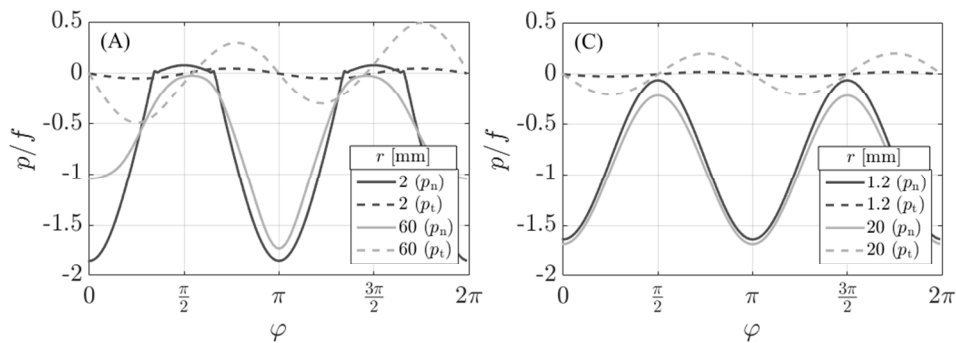 (A)
p/f
0.5
0
-0.5
-1
-1.5
-2
0
π/2
π
3π/2
2π
φ
r [mm]
2 (pn)
2 (pt)
60 (pn)
60 (pt)
(C)
p/f
0.5
0
-0.5
-1
-1.5
-2
0
π/2
π
3π/2
2π
φ
r [mm]
1.2 (pn)
1.2 (pt)
20 (pn)
20 (pt)